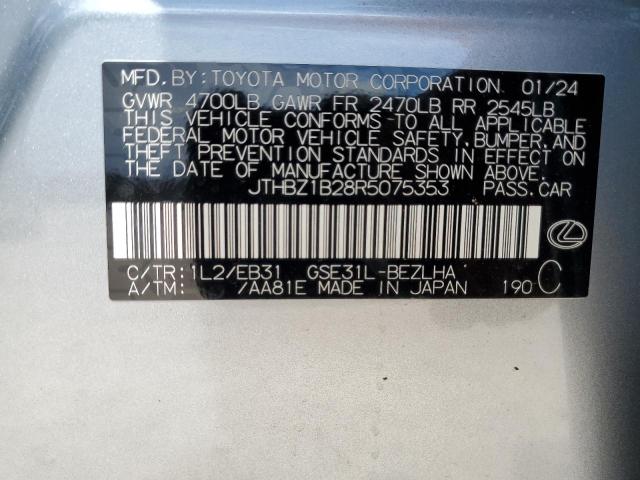 MFD. BY: TOYOTA MOTOR CORPORATION 01/24
GVWR 4700LB GAWR FR 2470LB RR 2545LB
THIS VEHICLE CONFORMS TO ALL APPLICABLE
FEDERAL MOTOR VEHICLE SAFETY, BUMPER, AND
THEFT PREVENTION STANDARDS IN EFFECT ON
THE DATE OF MANUFACTURE SHOWN ABOVE.
JTHBZ1B28R5075353 PASS. CAR
C/TR: 1L2/EB31 GSE31L-BEZLHA C
A/TM: /AA81E MADE IN JAPAN 190